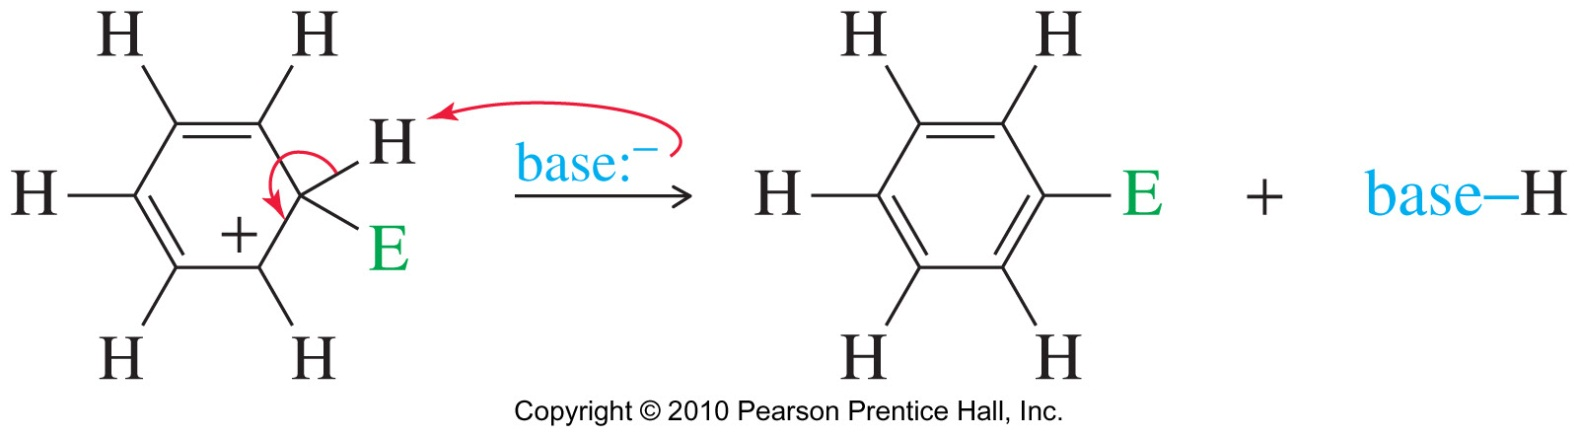 H H H H
H base:⁻ H
H + E H E + base–H
H H H H
Copyright © 2010 Pearson Prentice Hall, Inc.